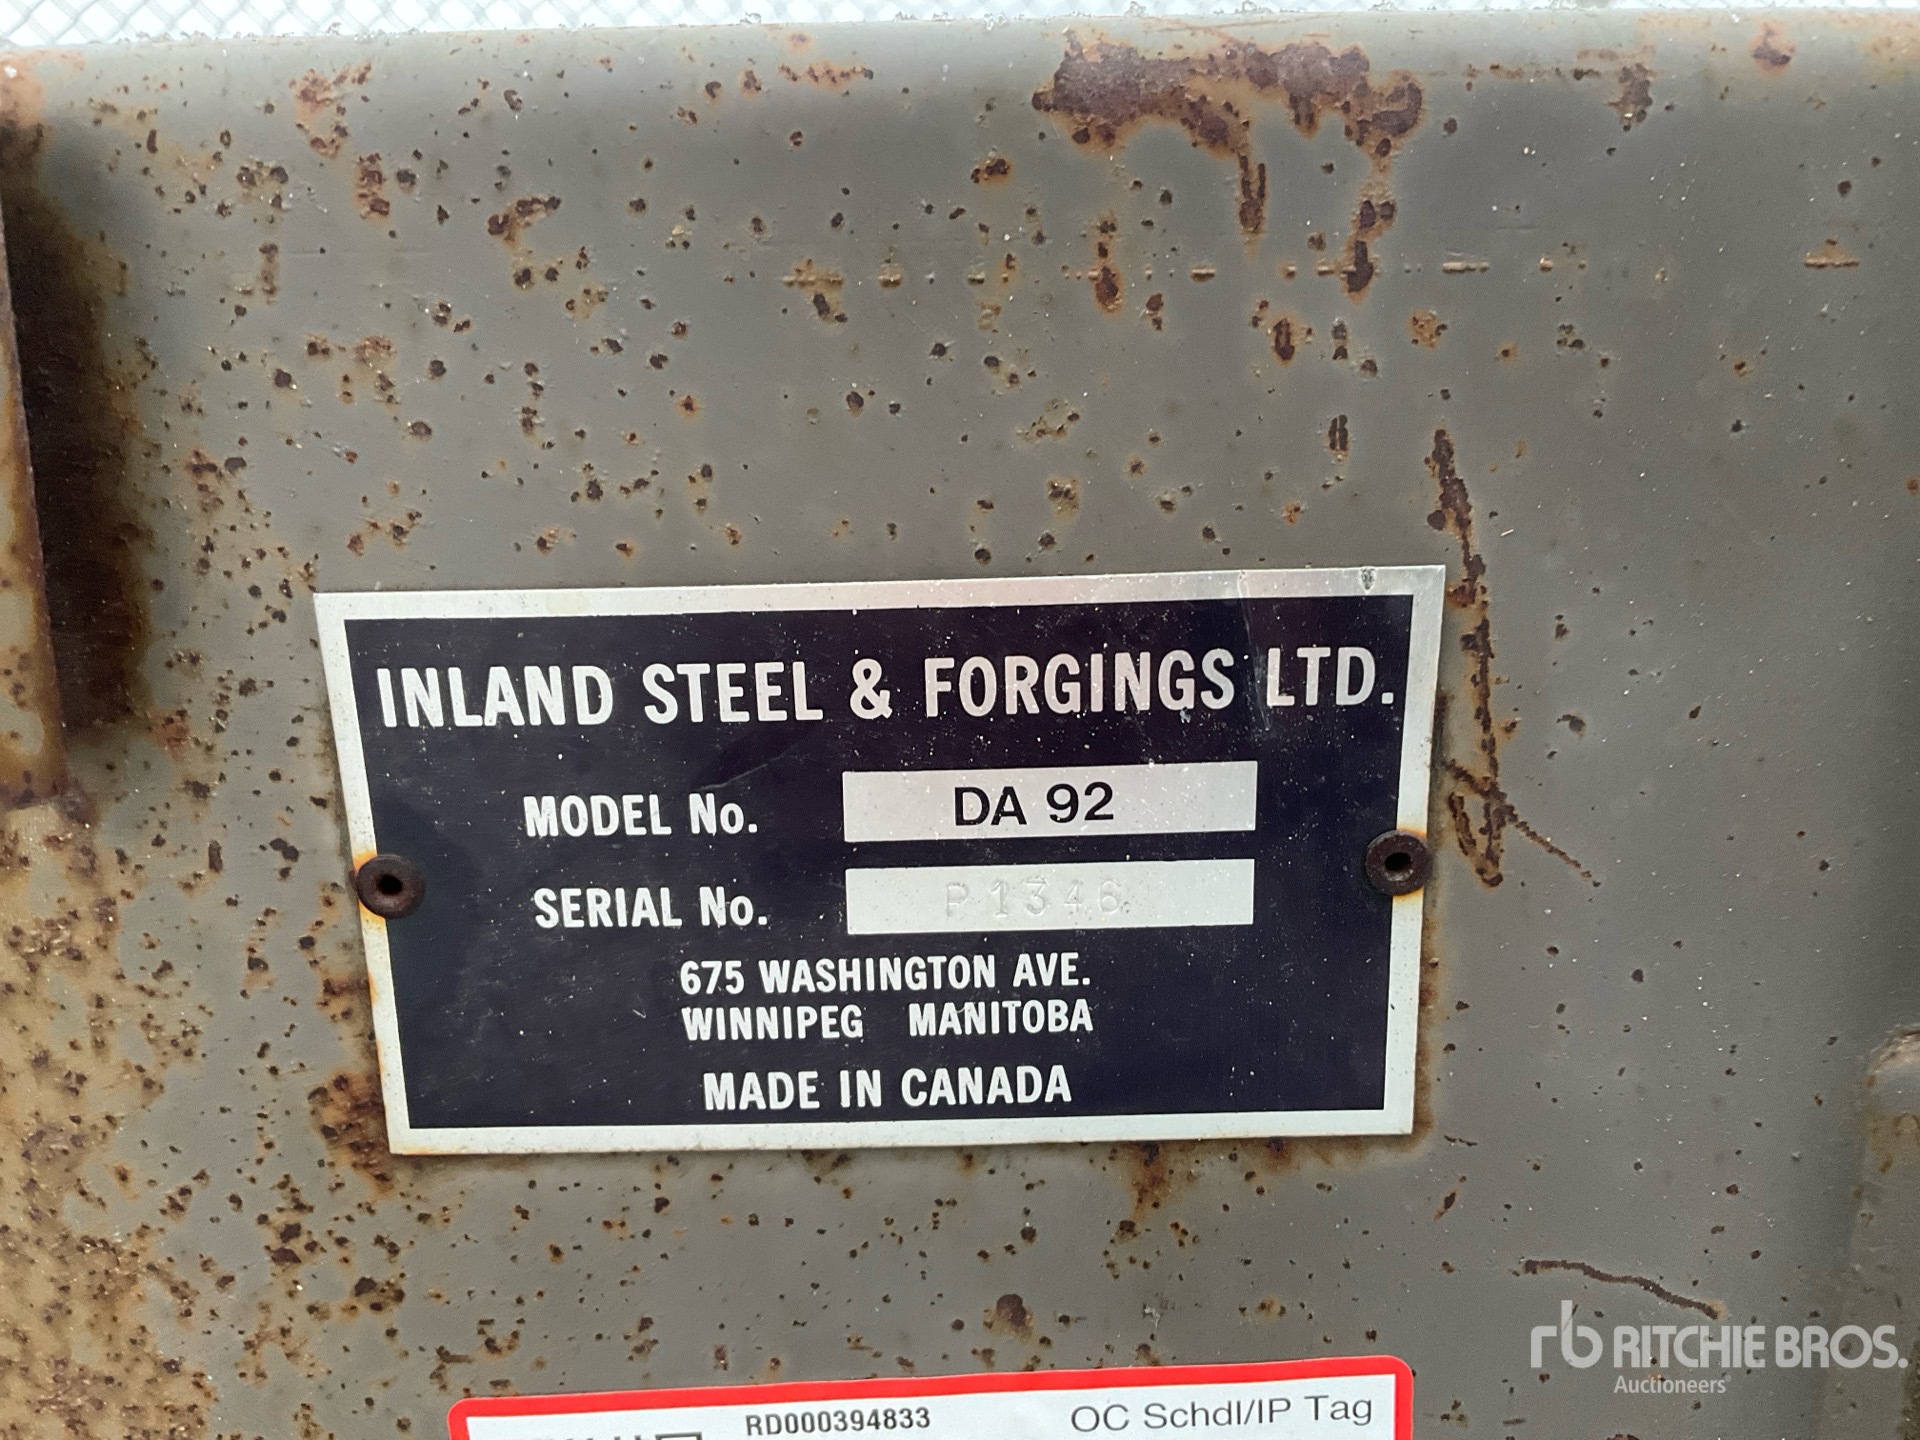 INLAND STEEL & FORGINGS LTD.
MODEL No. DA 92
SERIAL No. P1346
675 WASHINGTON AVE.
WINNIPEG MANITOBA
MADE IN CANADA
RD000394833 OC Schdl/IP Tag
rb RITCHIE BROS.
Auctioneers